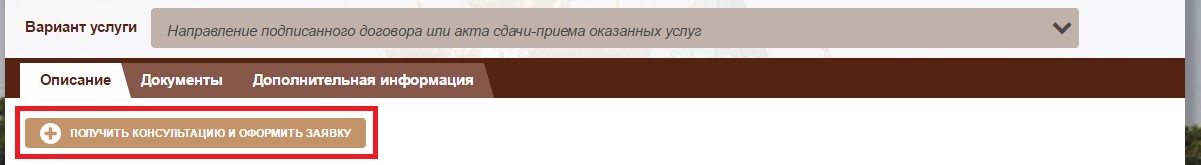 Вариант услуги
Направление подписанного договора или акта сдачи-приема оказанных услуг
Описание Документы Дополнительная информация
ПОЛУЧИТЬ КОНСУЛЬТАЦИЮ И ОФОРМИТЬ ЗАЯВКУ